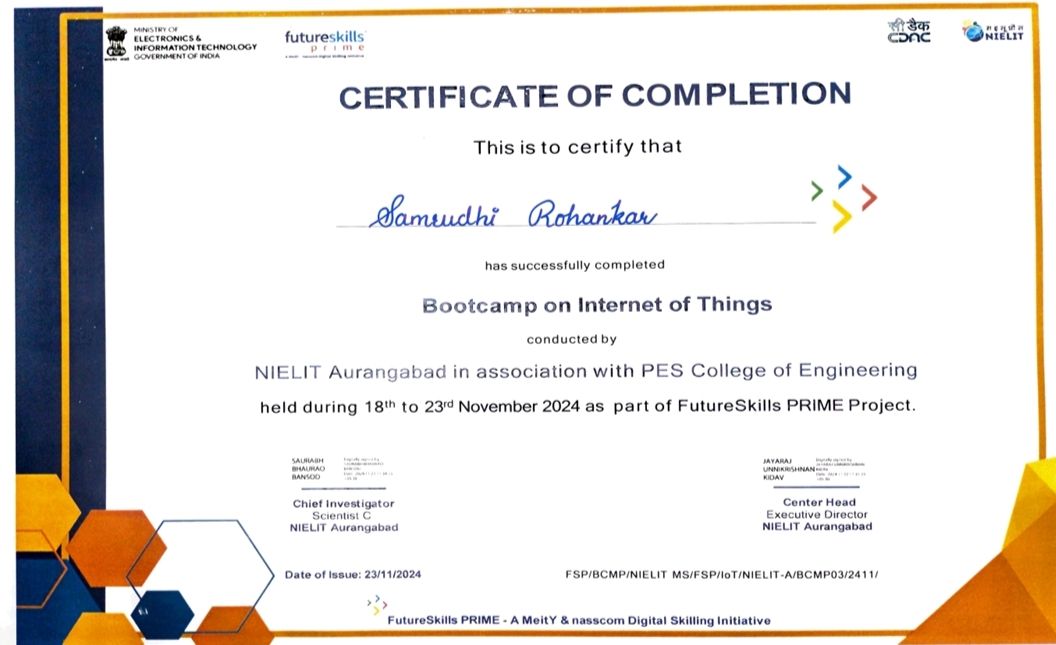 MINISTRY OF
ELECTRONICS &
INFORMATION TECHNOLOGY
GOVERNMENT OF INDIA
futureskills
prime
सी डैक
CDAC
NIELIT
CERTIFICATE OF COMPLETION
This is to certify that
Samrudhi Rohankar
has successfully completed
Bootcamp on Internet of Things
conducted by
NIELIT Aurangabad in association with PES College of Engineering
held during 18th to 23rd November 2024 as part of FutureSkills PRIME Project.
SAURABH
BHAURAO
BANSOD
Chief Investigator
Scientist C
NIELIT Aurangabad
JAYARAJ
UNNIKRISHNAN
KIDAV
Center Head
Executive Director
NIELIT Aurangabad
Date of Issue: 23/11/2024
FSP/BCMP/NIELIT MS/FSP/IoT/NIELIT-A/BCMP03/2411/
FutureSkills PRIME - A MeitY & nasscom Digital Skilling Initiative